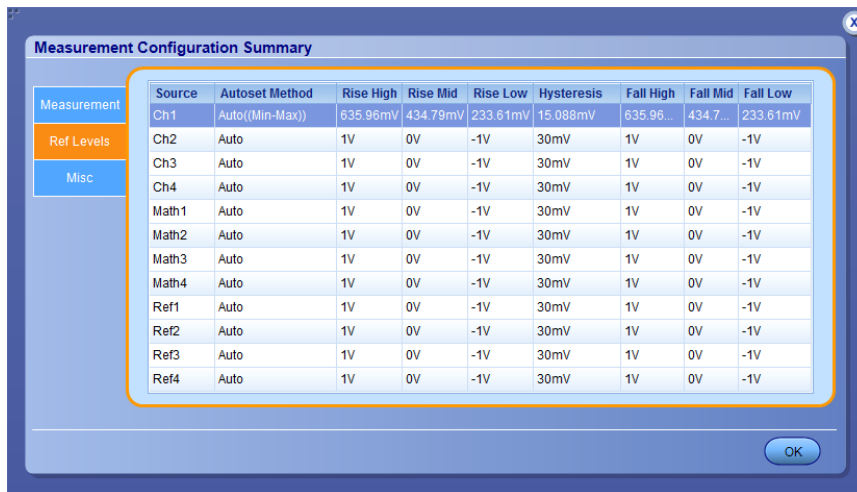 X
Measurement Configuration Summary
Measurement
Ref Levels
Misc
Source Autoset Method Rise High Rise Mid Rise Low Hysteresis Fall High Fall Mid Fall Low
Ch1 Auto((Min-Max)) 635.96mV 434.79mV 233.61mV 15.088mV 635.96... 434.7... 233.61mV
Ch2 Auto 1V 0V -1V 30mV 1V 0V -1V
Ch3 Auto 1V 0V -1V 30mV 1V 0V -1V
Ch4 Auto 1V 0V -1V 30mV 1V 0V -1V
Math1 Auto 1V 0V -1V 30mV 1V 0V -1V
Math2 Auto 1V 0V -1V 30mV 1V 0V -1V
Math3 Auto 1V 0V -1V 30mV 1V 0V -1V
Math4 Auto 1V 0V -1V 30mV 1V 0V -1V
Ref1 Auto 1V 0V -1V 30mV 1V 0V -1V
Ref2 Auto 1V 0V -1V 30mV 1V 0V -1V
Ref3 Auto 1V 0V -1V 30mV 1V 0V -1V
Ref4 Auto 1V 0V -1V 30mV 1V 0V -1V
OK